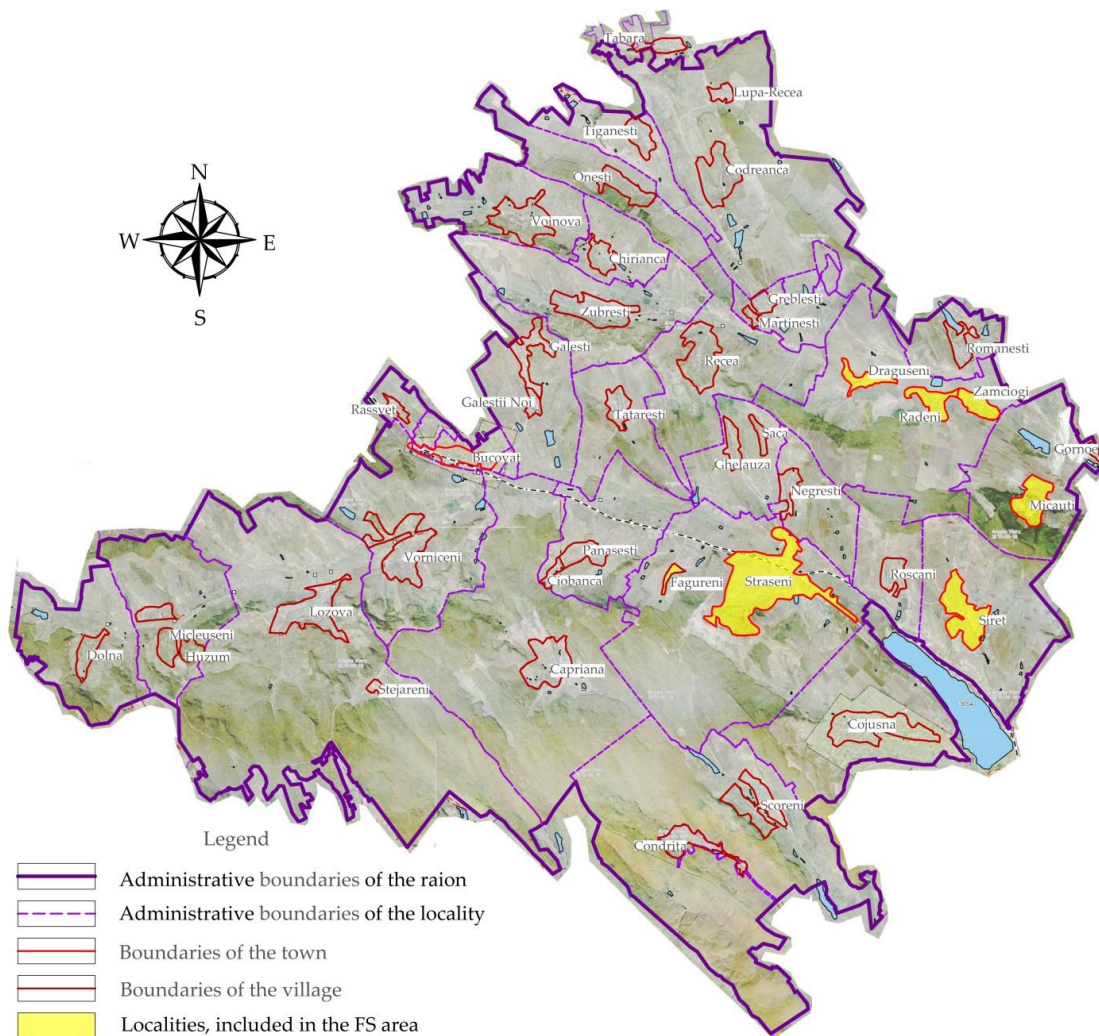 Tabara
Lupa-Recea
Tiganesti
Codreanca
Onesti
N
Voinova
W
E
Chirianca
S
Greblesti
Zubresti
Martinesti
Galesti
Romanesti
Recea
Draguseni
Zamciogi
Galestii Noi
Rassvet
Tataresti
Radeni
Saca
Gornoe
Bucovat
Ghelauza
Negresti
Micauti
Vorniceni
Panasesti
Ciobanca
Fagureni
Straseni
Roscani
Lozova
Siret
Micleuseni
Dolna
Huzum
Capriana
Stejareni
Cojusna
Scoreni
Condrita
Legend
Administrative boundaries of the raion
Administrative boundaries of the locality
Boundaries of the town
Boundaries of the village
Localities, included in the FS area